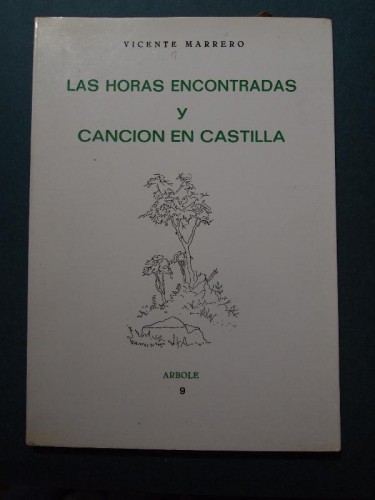 VICENTE MARRERO
LAS HORAS ENCONTRADAS
y
CANCION EN CASTILLA
ARBOLE
9